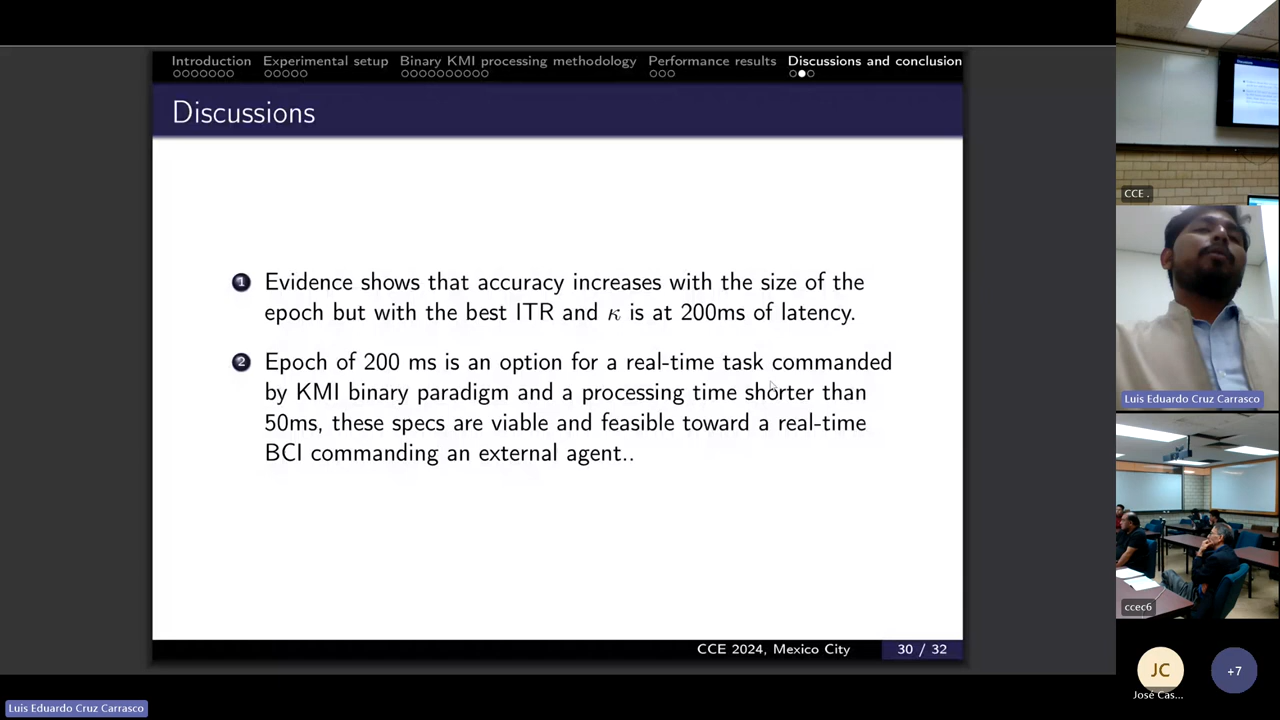 Introduction Experimental setup Binary KMI processing methodology Performance results Discussions and conclusion
Discussions
1 Evidence shows that accuracy increases with the size of the
epoch but with the best ITR and κ is at 200ms of latency.
2 Epoch of 200 ms is an option for a real-time task commanded
by KMI binary paradigm and a processing time shorter than
50ms, these specs are viable and feasible toward a real-time
BCI commanding an external agent..
CCE 2024, Mexico City 30 / 32
CCE .
Luis Eduardo Cruz Carrasco
ccec6
JC
José Cas...
+7
Luis Eduardo Cruz Carrasco